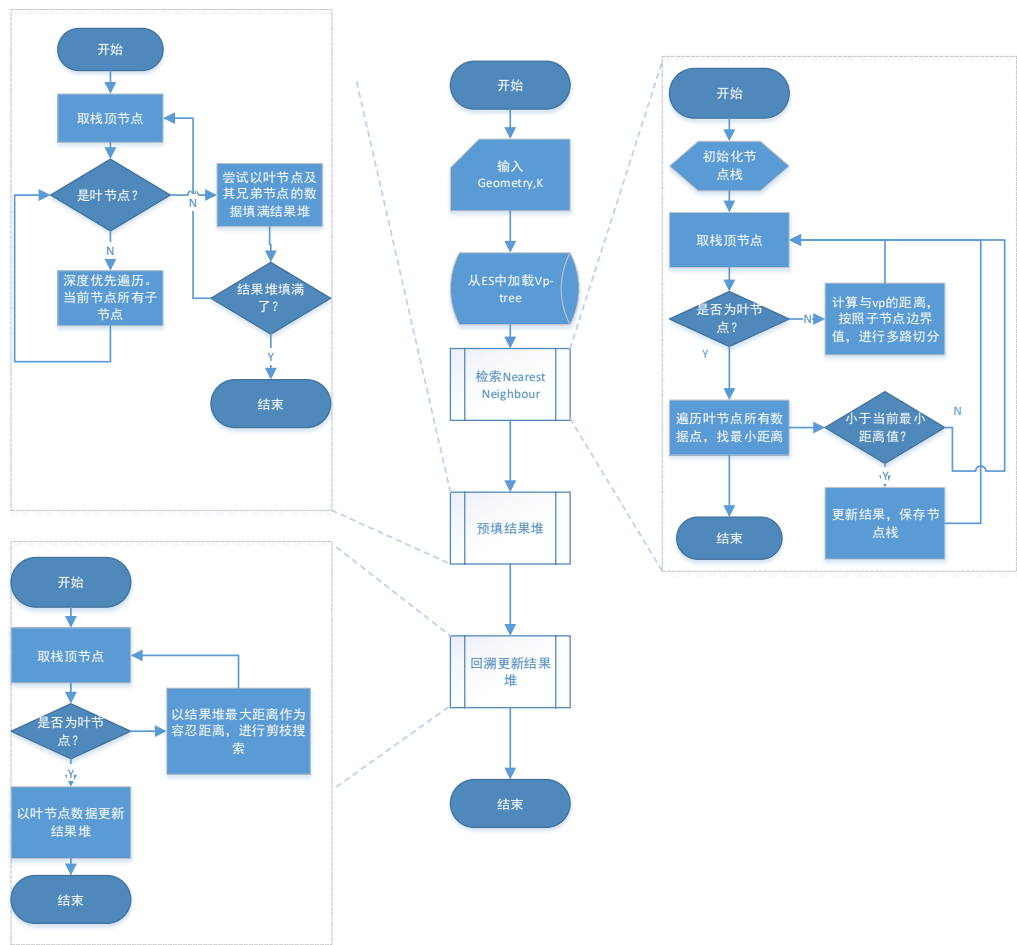 开始
取栈顶节点
是叶节点？
N
深度优先遍历。
当前节点所有子
节点
N
尝试以叶节点及
其兄弟节点的数
据填满结果堆
结果堆填满
了？
Y
结束
开始
输入
Geometry,K
从ES中加载Vp-
tree
检索Nearest
Neighbour
预填结果堆
回溯更新结果
堆
结束
开始
初始化节
点栈
取栈顶节点
是否为叶节
点？
N
计算与vp的距离，
按照子节点边界
值，进行多路切分
Y
遍历叶节点所有数
据点，找最小距离
小于当前最小
距离值？
N
Y
更新结果，保存节
点栈
结束
开始
取栈顶节点
是否为叶节
点？
以结果堆最大距离作为
容忍距离，进行剪枝搜
索
Y
以叶节点数据更新
结果堆
结束